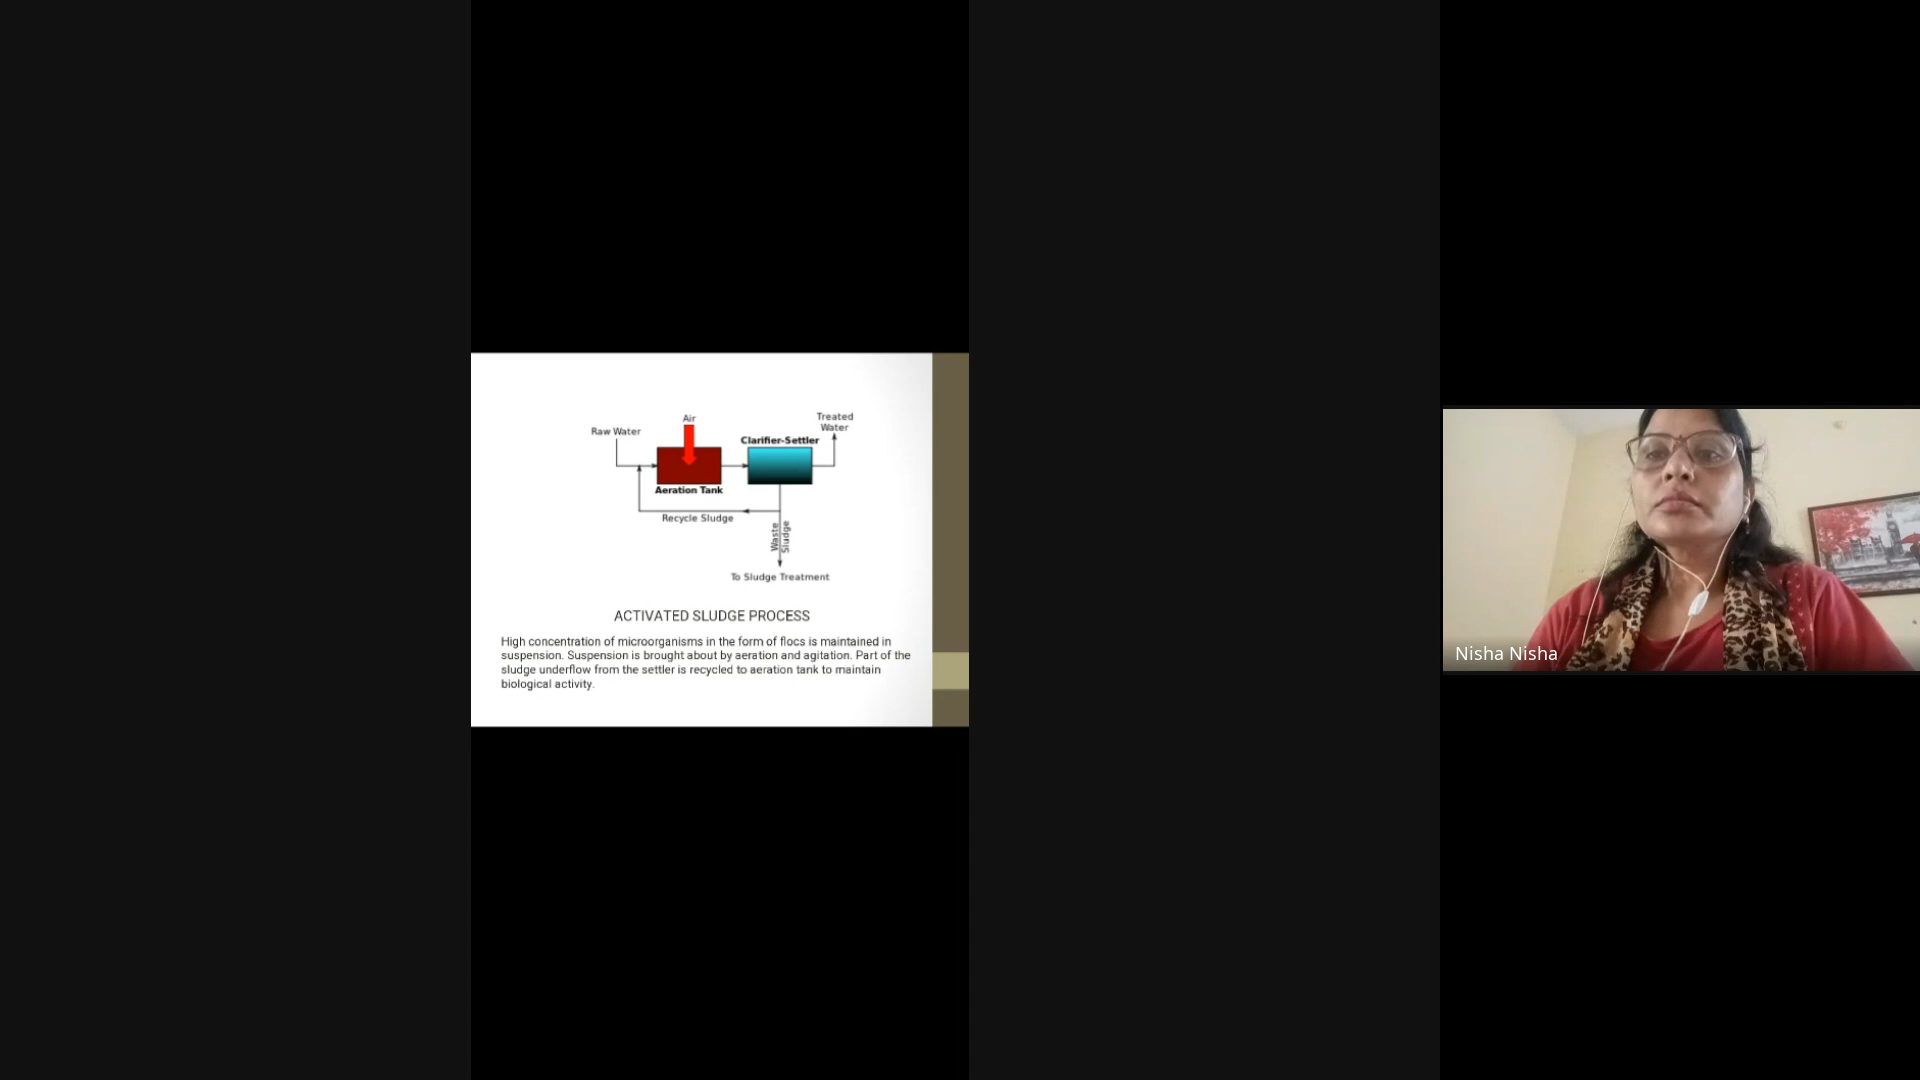 Air
Raw Water
Treated
Water
Clarifier-Settler
Aeration Tank
Recycle Sludge
Waste
Sludge
To Sludge Treatment
ACTIVATED SLUDGE PROCESS
High concentration of microorganisms in the form of flocs is maintained in
suspension. Suspension is brought about by aeration and agitation. Part of the
sludge underflow from the settler is recycled to aeration tank to maintain
biological activity.
Nisha Nisha